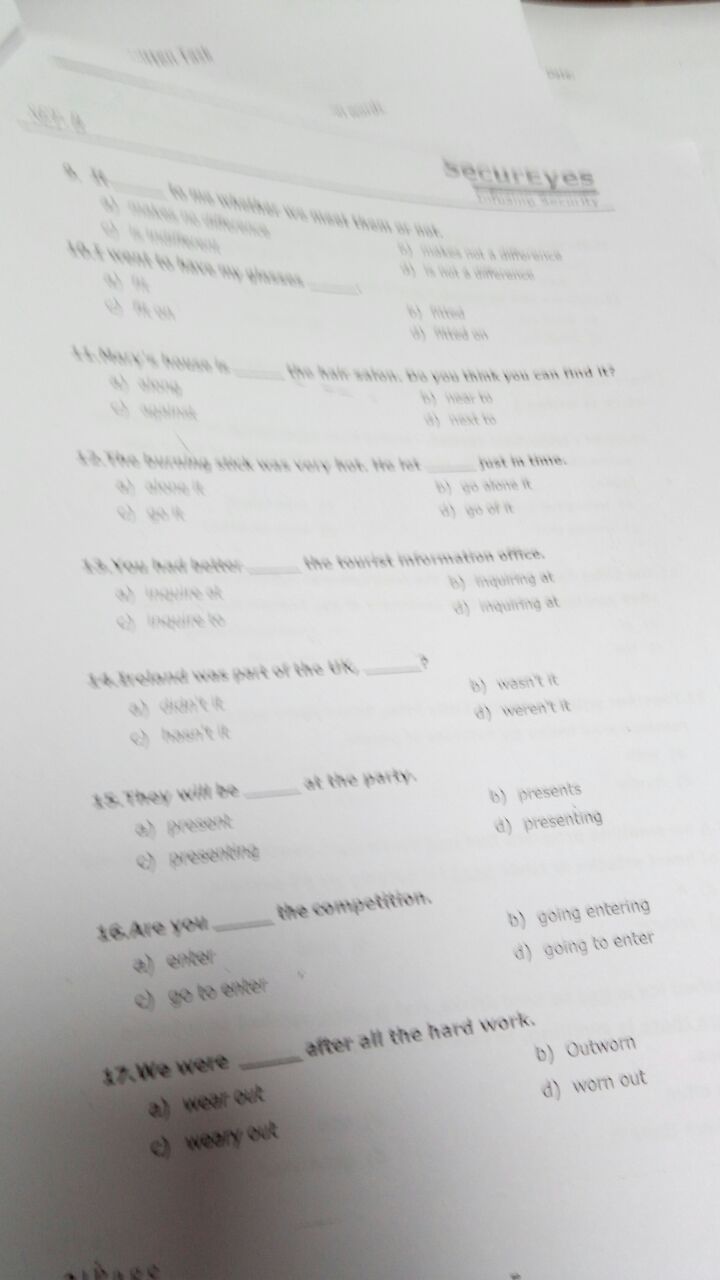 SecurEyes
Infusing Security
9. It _____ to me whether we meet them or not.
a) makes no difference
b) makes not a difference
c) is indifferent
d) is not a difference
10.I want to have my glasses _____.
a) fit
b) fitted
c) fit on
d) fitted on
11.Mary's house is _____ the hair salon. Do you think you can find it?
a) along
b) near to
c) against
d) next to
12.The burning stick was very hot. He let _____ just in time.
a) alone it
b) go alone it
c) go it
d) go of it
13.You had better _____ the tourist information office.
a) inquire at
b) inquiring at
c) inquire to
d) inquiring at
14.Ireland was part of the UK, _____?
a) didn't it
b) wasn't it
c) hasn't it
d) weren't it
15.They will be _____ at the party.
a) present
b) presents
c) presenting
d) presenting
16.Are you _____ the competition.
a) enter
b) going entering
c) go to enter
d) going to enter
17.We were _____ after all the hard work.
a) wear out
b) Outworn
c) weary out
d) worn out